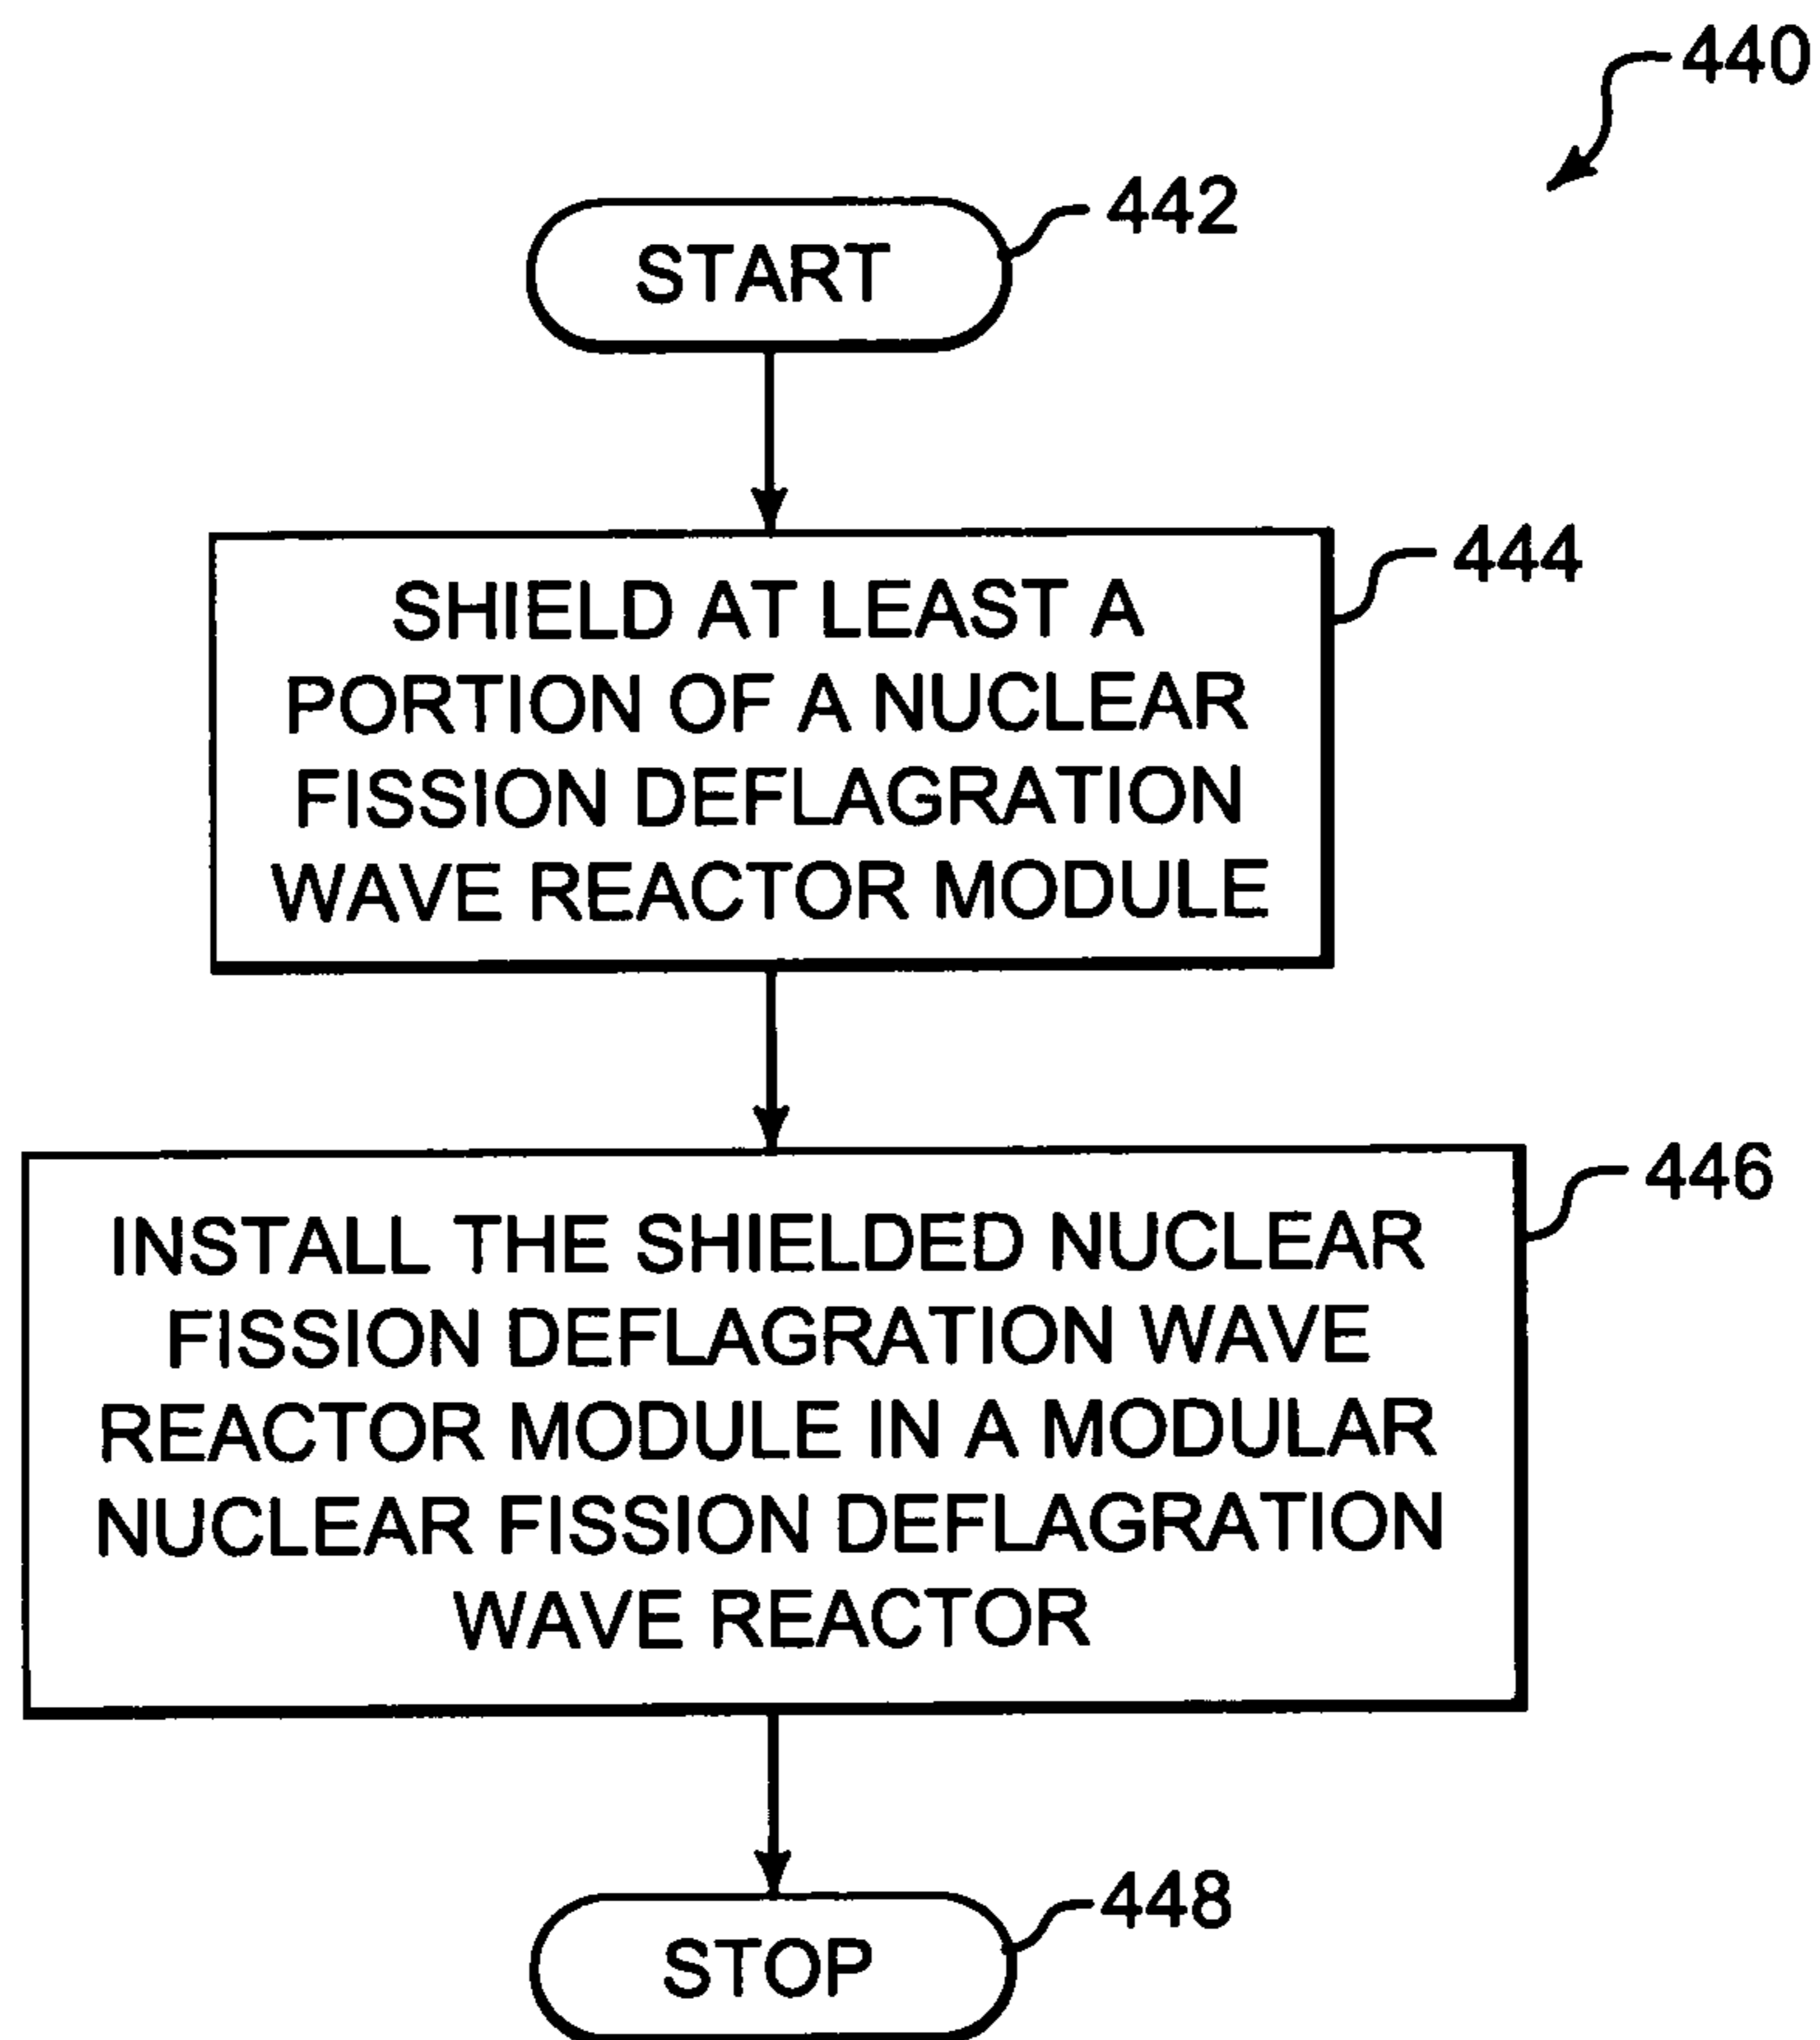 440
START
442
SHIELD AT LEAST A
PORTION OF A NUCLEAR
FISSION DEFLAGRATION
WAVE REACTOR MODULE
444
INSTALL THE SHIELDED NUCLEAR
FISSION DEFLAGRATION WAVE
REACTOR MODULE IN A MODULAR
NUCLEAR FISSION DEFLAGRATION
WAVE REACTOR
446
STOP
448